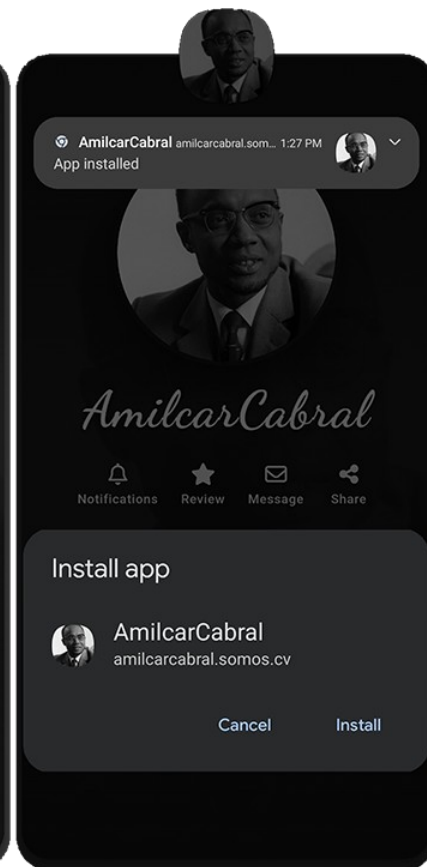 AmilcarCabral amilcarcabral.som... 1:27 PM
App installed
AmilcarCabral
Notifications Review Message Share
Install app
AmilcarCabral
amilcarcabral.somos.cv
Cancel Install